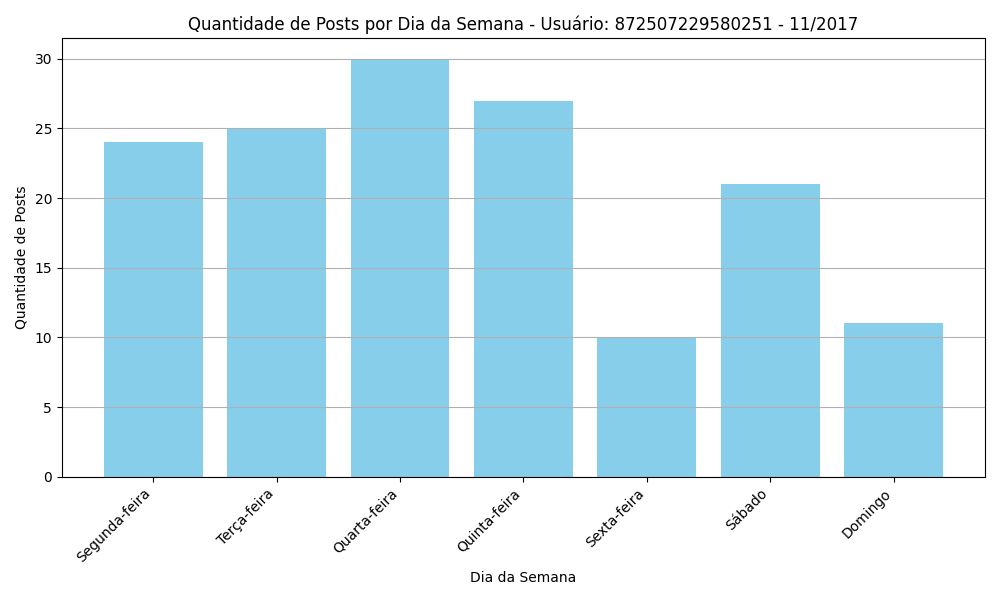 Quantidade de Posts por Dia da Semana - Usuário: 872507229580251 - 11/2017
Quantidade de Posts
30
25
20
15
10
5
0
Segunda-feira
Terça-feira
Quarta-feira
Quinta-feira
Sexta-feira
Sábado
Domingo
Dia da Semana